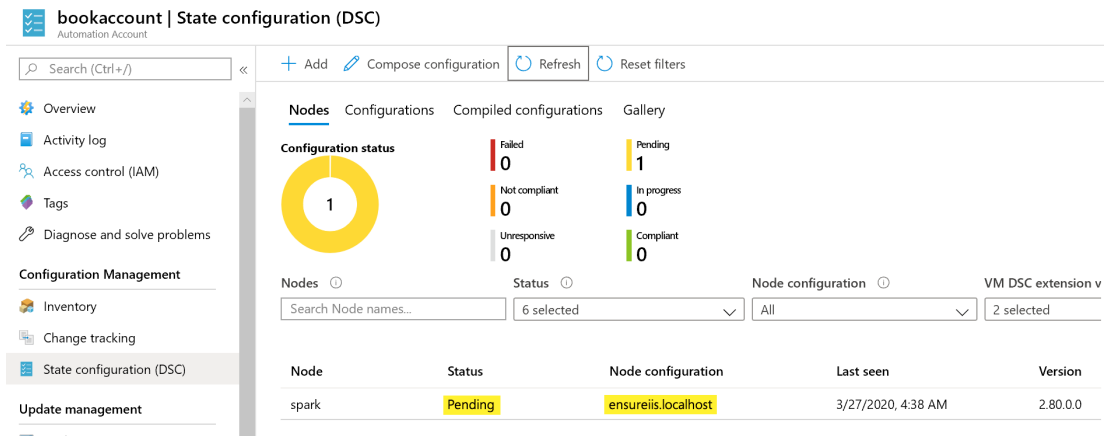 bookaccount | State configuration (DSC)
Automation Account
Search (Ctrl+/)
«
Add
Compose configuration
Refresh
Reset filters
Overview
Activity log
Access control (IAM)
Tags
Diagnose and solve problems
Configuration Management
Inventory
Change tracking
State configuration (DSC)
Update management
Nodes Configurations Compiled configurations Gallery
Configuration status
1
Failed
0
Pending
1
Not compliant
0
In progress
0
Unresponsive
0
Compliant
0
Nodes
Search Node names...
Status
6 selected
Node configuration
All
VM DSC extension v
2 selected
Node Status Node configuration Last seen Version
spark Pending ensureiis.localhost 3/27/2020, 4:38 AM 2.80.0.0